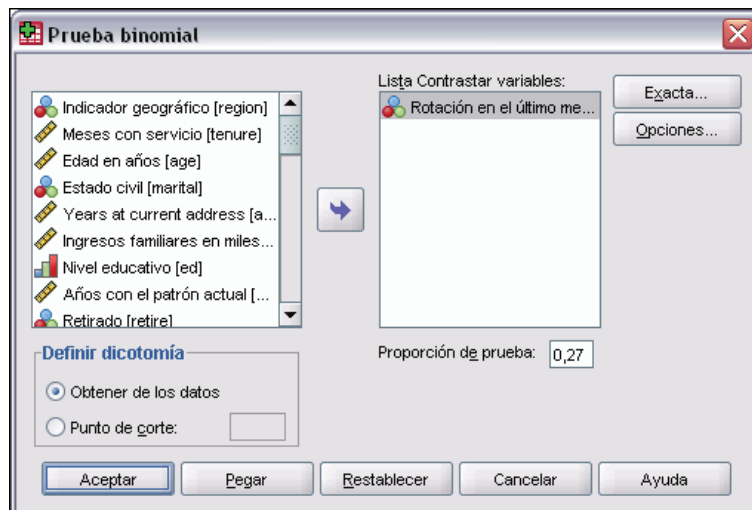 Prueba binomial
Indicador geográfico [region]
Meses con servicio [tenure]
Edad en años [age]
Estado civil [marital]
Years at current address [a...
Ingresos familiares en miles...
Nivel educativo [ed]
Años con el patrón actual [...
Retirado [retire]
Lista Contrastar variables:
Rotación en el último me...
Exacta...
Opciones...
Definir dicotomía
Obtener de los datos
Punto de corte:
Proporción de prueba: 0,27
Aceptar
Pegar
Restablecer
Cancelar
Ayuda